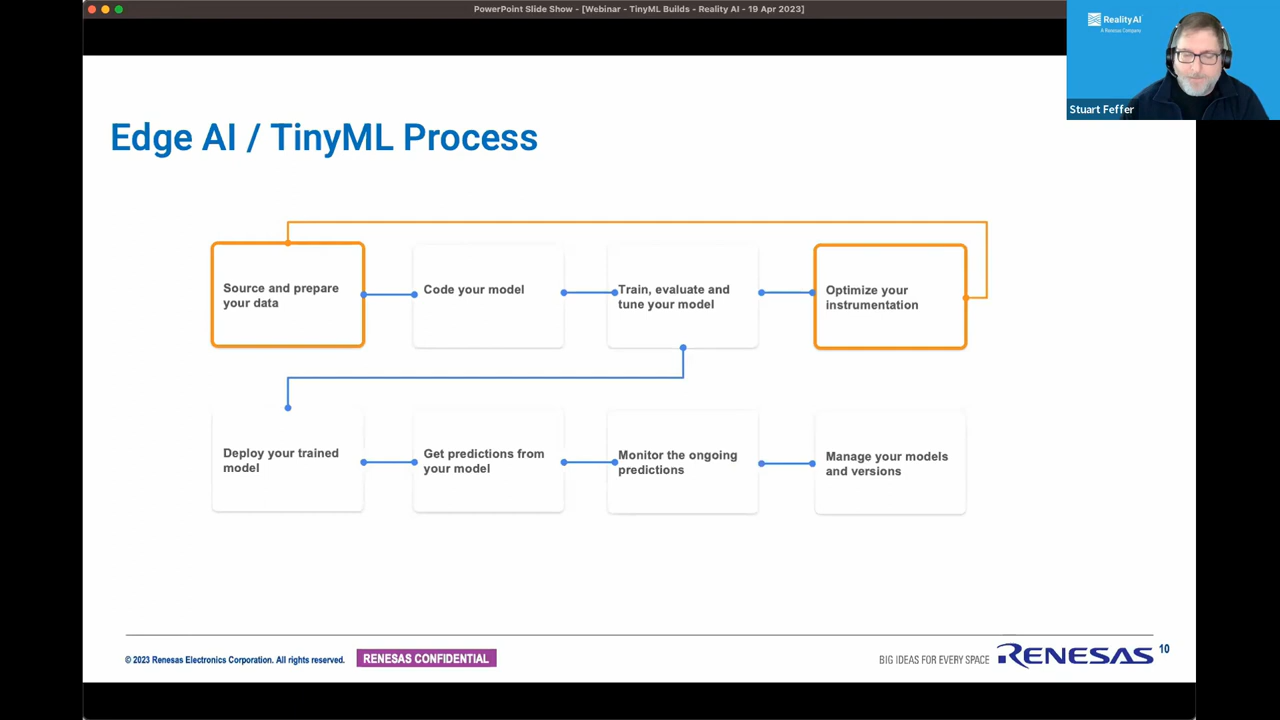 PowerPoint Slide Show - [Webinar - TinyML Builds - Reality AI - 19 Apr 2023]
RealityAI
A Renesas Company
Stuart Feffer
Edge AI / TinyML Process
Source and prepare
your data
Code your model
Train, evaluate and
tune your model
Optimize your
instrumentation
Deploy your trained
model
Get predictions from
your model
Monitor the ongoing
predictions
Manage your models
and versions
© 2023 Renesas Electronics Corporation. All rights reserved.
RENESAS CONFIDENTIAL
BIG IDEAS FOR EVERY SPACE
RENESAS
10